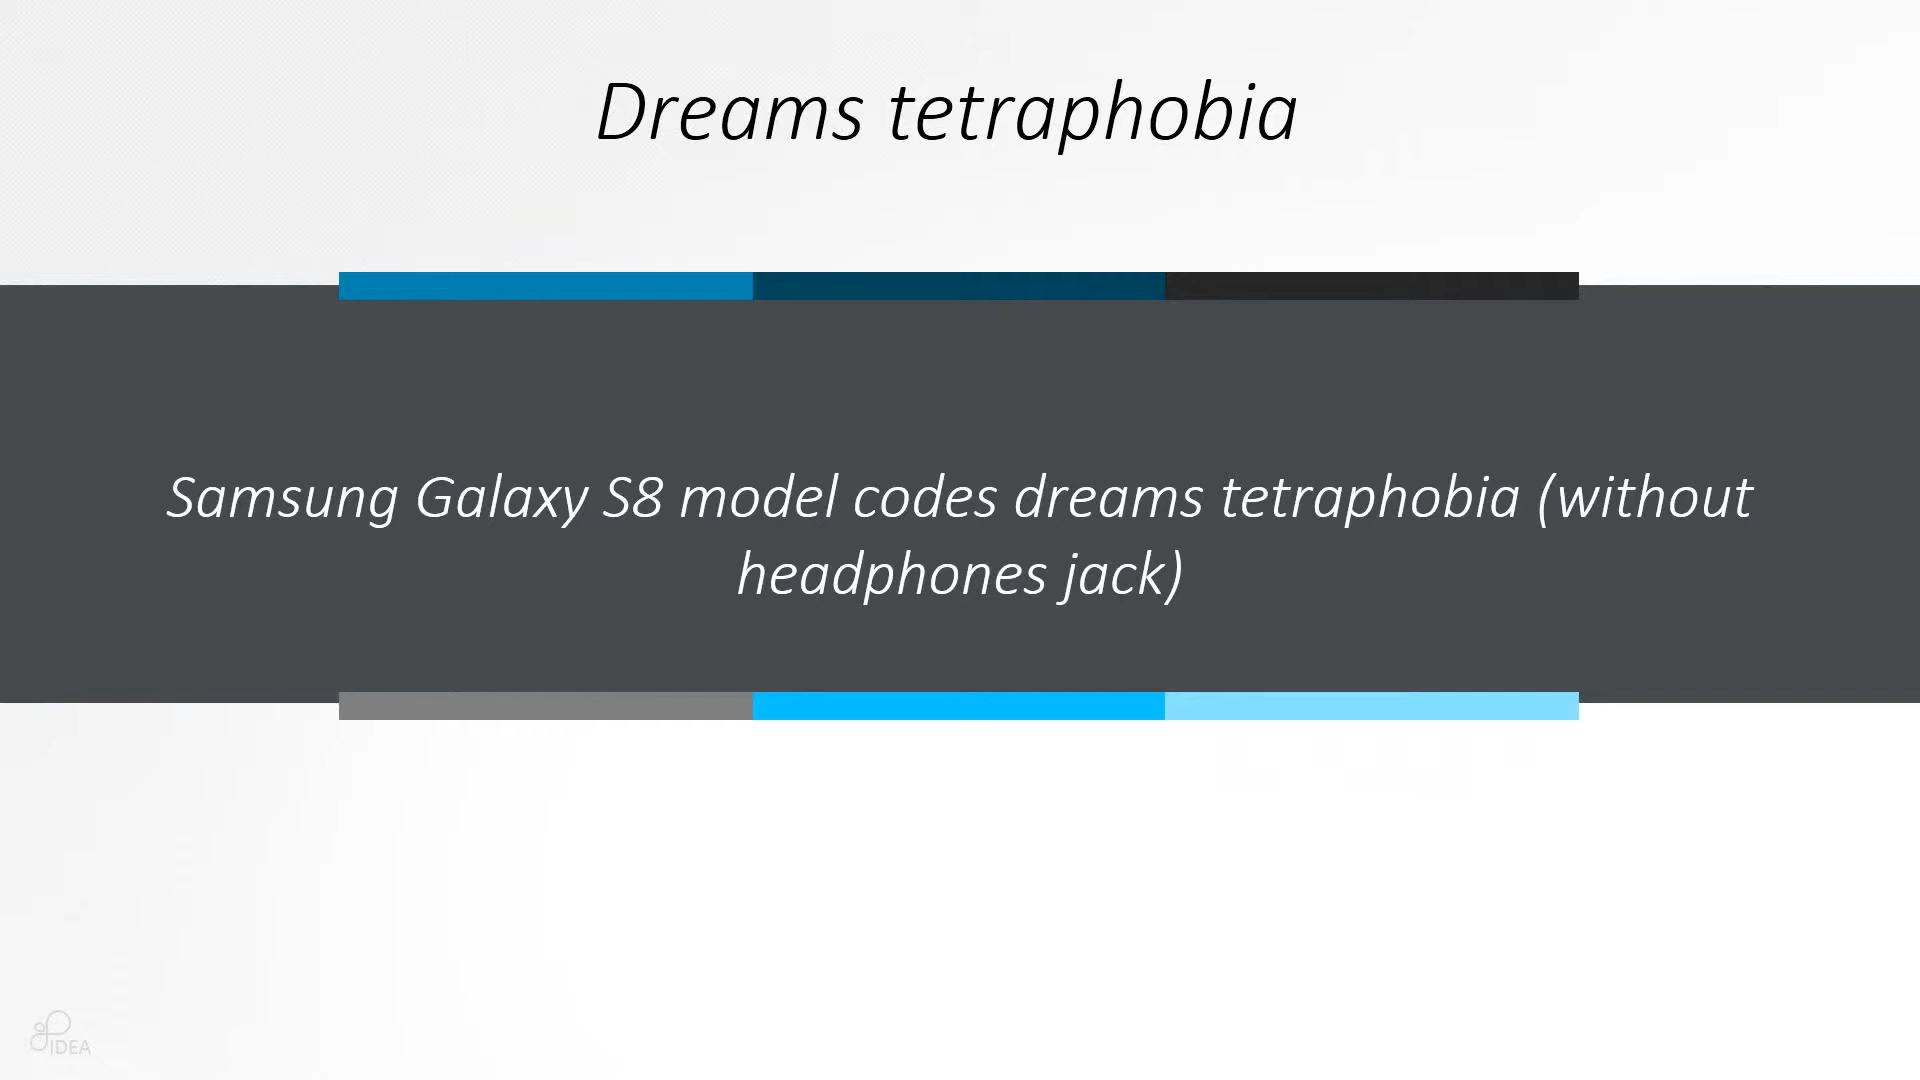 Dreams tetraphobia
Samsung Galaxy S8 model codes dreams tetraphobia (without
headphones jack)
IDEA